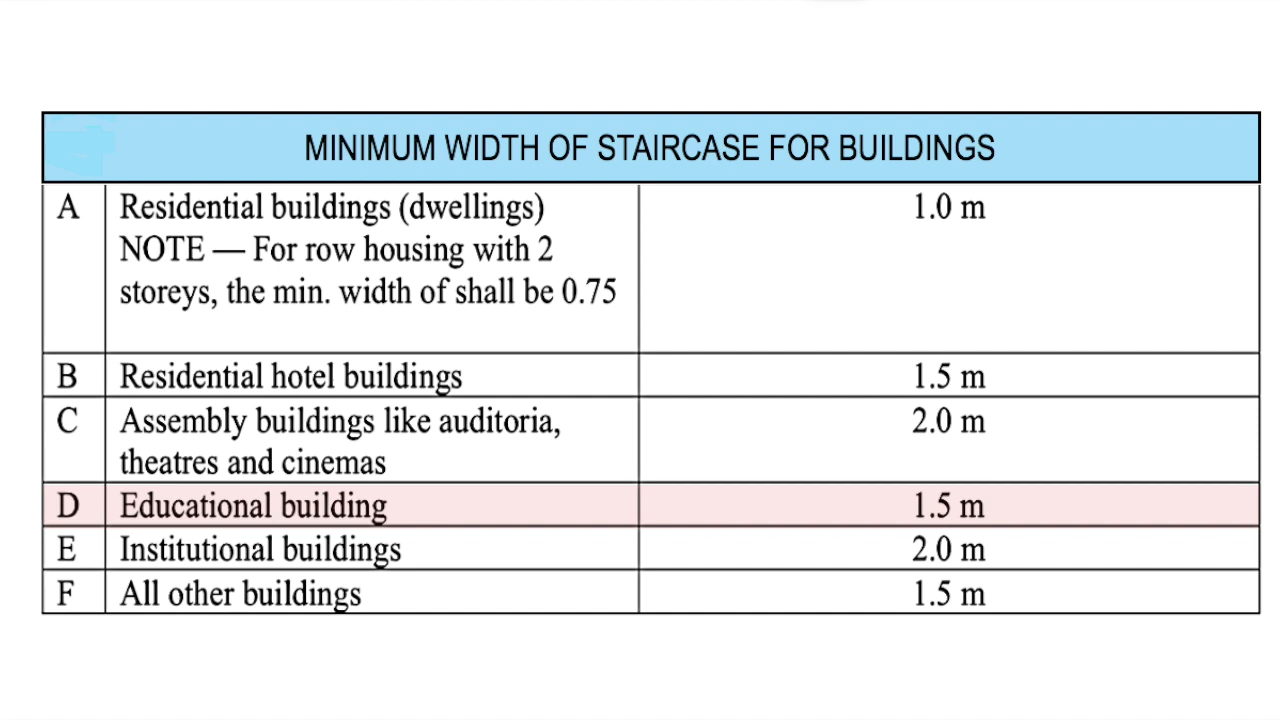 MINIMUM WIDTH OF STAIRCASE FOR BUILDINGS
A Residential buildings (dwellings) 1.0 m
NOTE — For row housing with 2
storeys, the min. width of shall be 0.75
B Residential hotel buildings 1.5 m
C Assembly buildings like auditoria, 2.0 m
theatres and cinemas
D Educational building 1.5 m
E Institutional buildings 2.0 m
F All other buildings 1.5 m